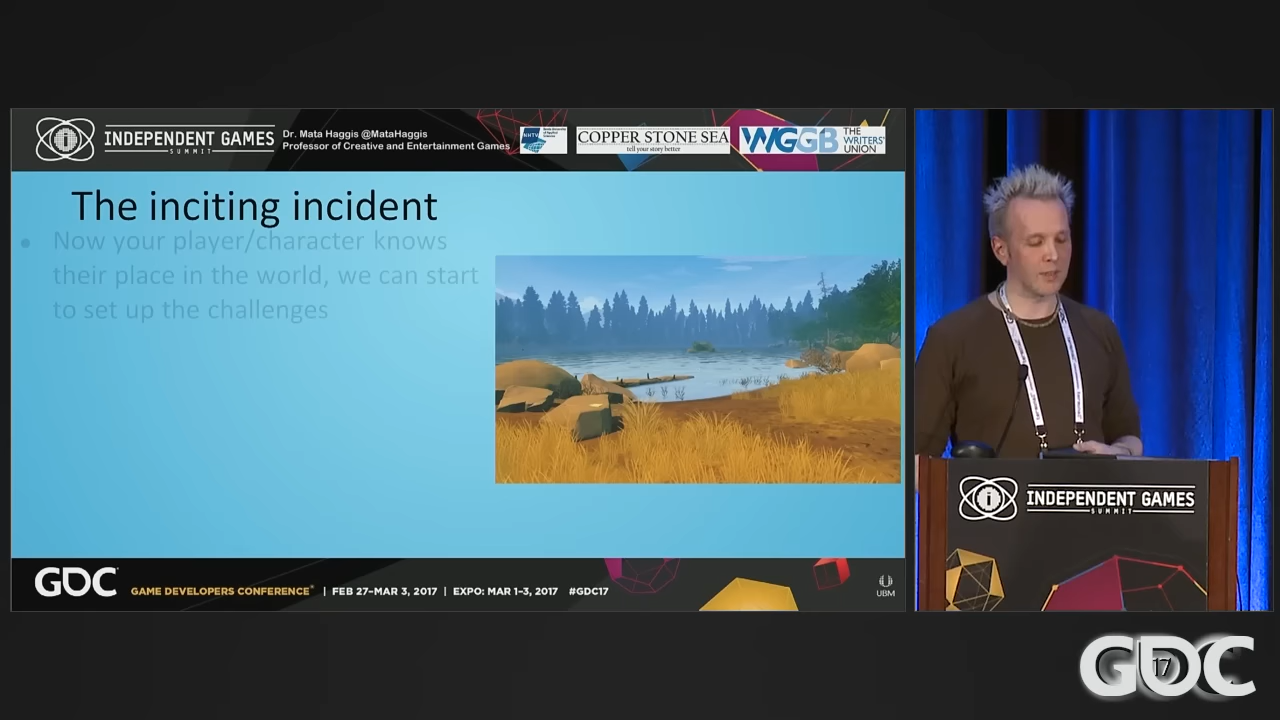 INDEPENDENT GAMES
SUMMIT
Dr. Mata Haggis @MataHaggis
Professor of Creative and Entertainment Games
NHTV
COPPER STONE SEA
tell your story better
WGGB
THE
WRITERS'
UNION
The inciting incident
• Now your player/character knows
their place in the world, we can start
to set up the challenges
GDC
GAME DEVELOPERS CONFERENCE® | FEB 27–MAR 3, 2017 | EXPO: MAR 1–3, 2017 #GDC17
UBM
INDEPENDENT GAMES
SUMMIT
GDC
17